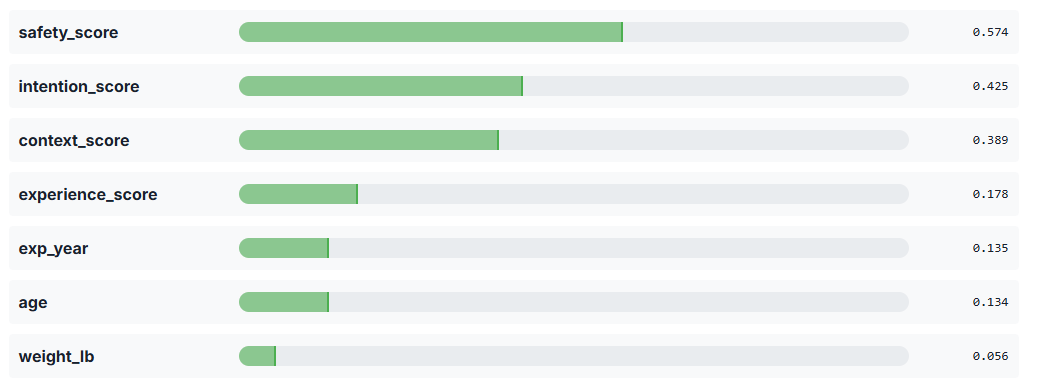 safety_score 0.574
intention_score 0.425
context_score 0.389
experience_score 0.178
exp_year 0.135
age 0.134
weight_lb 0.056